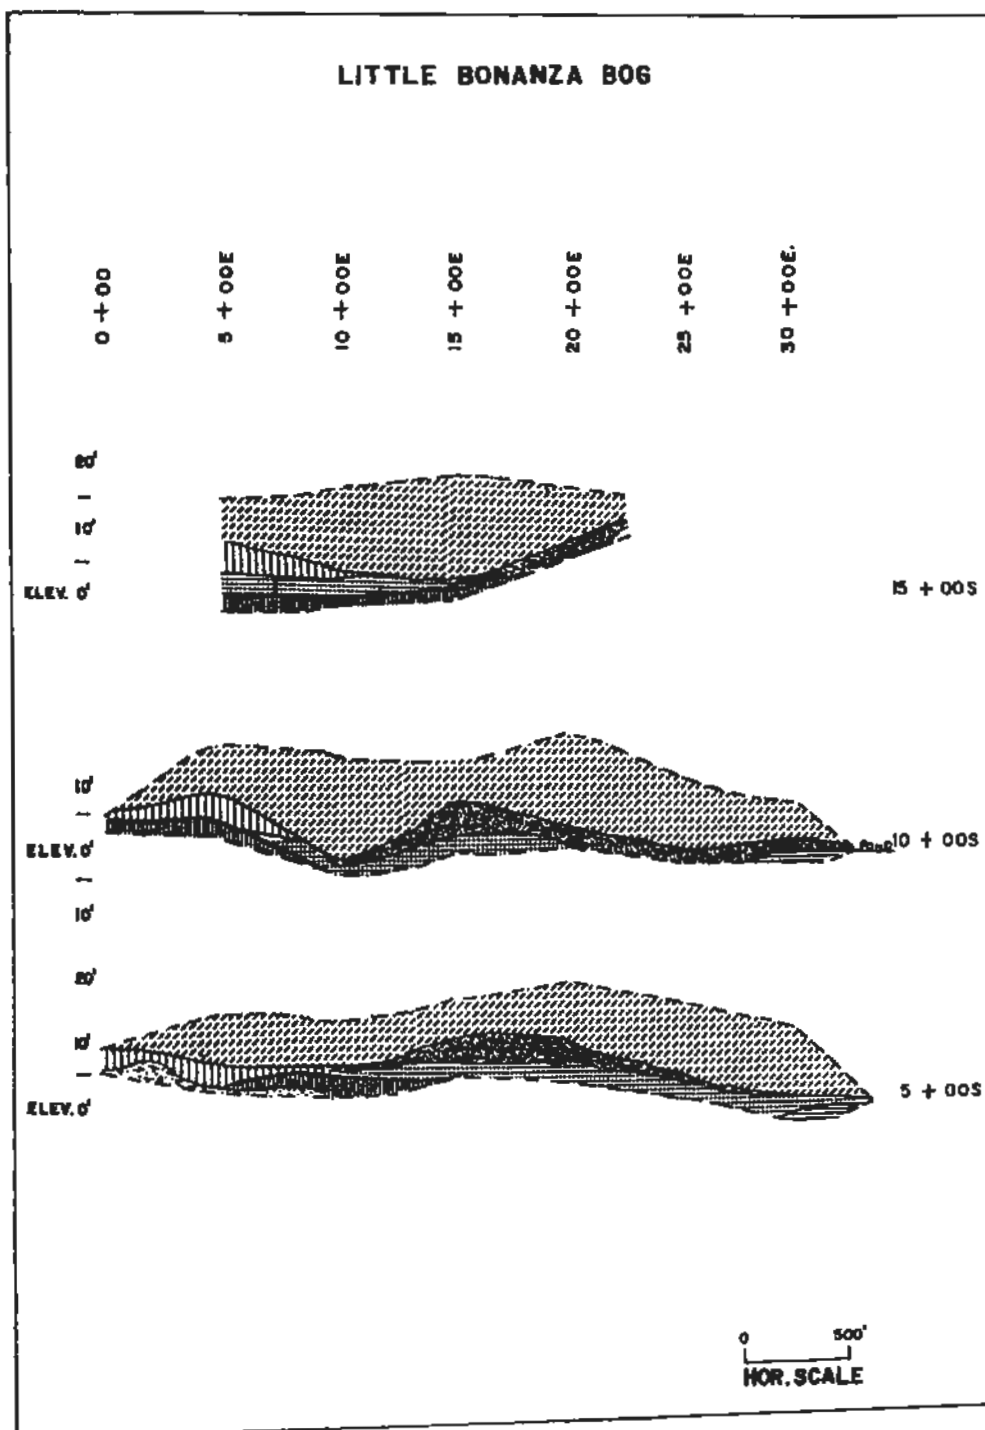 LITTLE BONANZA BOG
0 + 00
5 + 00E
10 + 00E
15 + 00E
20 + 00E
25 + 00E
30 + 00E.
20'
10'
ELEV. 0'
15 + 00S
10'
ELEV. 0'
10 + 00S
10'
20'
10'
ELEV. 0'
5 + 00S
0 500'
HOR. SCALE